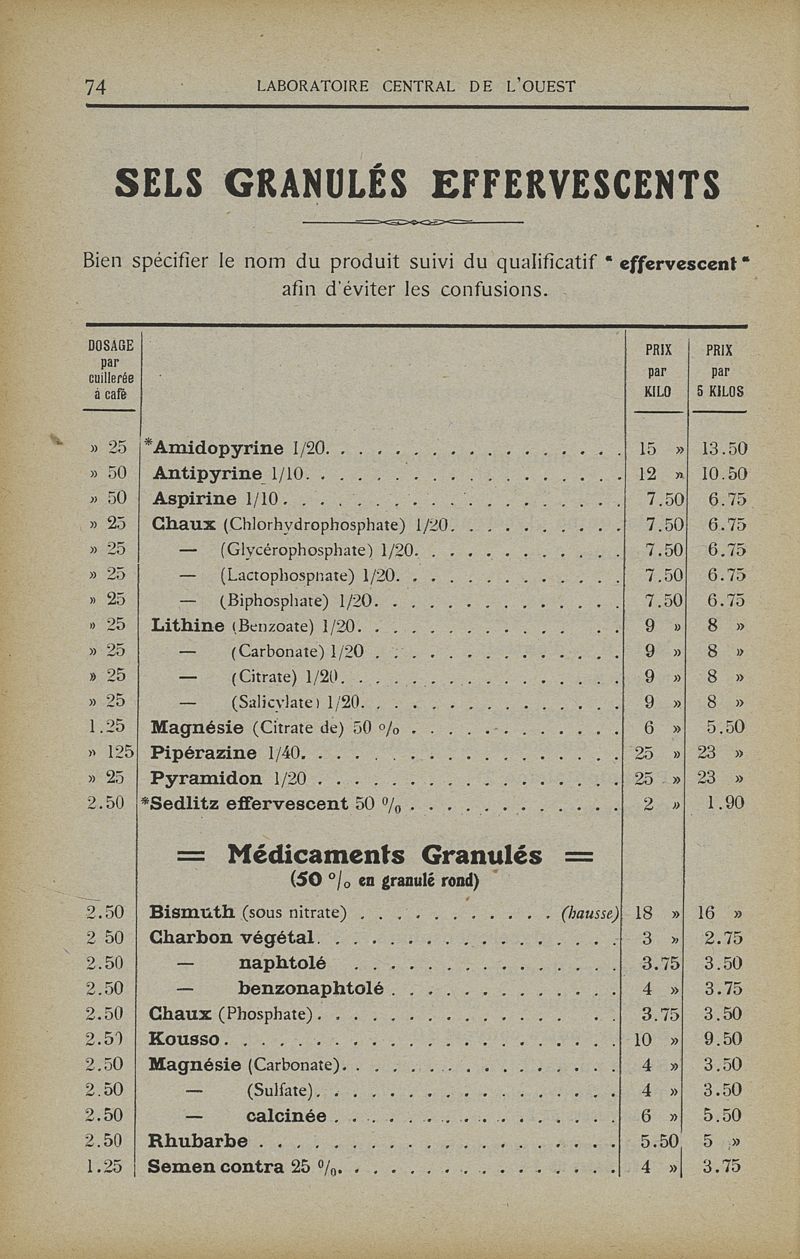 74 LABORATOIRE CENTRAL DE L'OUEST
SELS GRANULÉS EFFERVESCENTS
Bien spécifier le nom du produit suivi du qualificatif “ effervescent “
afin d'éviter les confusions.
DOSAGE par cuillerée à café
PRIX par KILO
PRIX par 5 KILOS
» 25 *Amidopyrine 1/20. . . . . . . . . . . . . . . . 15 » 13.50
» 50 Antipyrine 1/10. . . . . . . . . . . . . . . . . 12 » 10.50
» 50 Aspirine 1/10. . . . . . . . . . . . . . . . . . 7.50 6.75
» 25 Chaux (Chlorhydrophosphate) 1/20. . . . . . . . . . 7.50 6.75
» 25 — (Glycérophosphate) 1/20. . . . . . . . . . . . 7.50 6.75
» 25 — (Lactophosphate) 1/20. . . . . . . . . . . . . 7.50 6.75
» 25 — (Biphosphate) 1/20. . . . . . . . . . . . . . 7.50 6.75
» 25 Lithine (Benzoate) 1/20. . . . . . . . . . . . . . 9 » 8 »
» 25 — (Carbonate) 1/20 . . . . . . . . . . . . . . 9 » 8 »
» 25 — (Citrate) 1/20. . . . . . . . . . . . . . . . 9 » 8 »
» 25 — (Salicylate) 1/20. . . . . . . . . . . . . . . 9 » 8 »
1.25 Magnésie (Citrate de) 50 % . . . . . . . . . . . . 6 » 5.50
» 125 Pipérazine 1/40. . . . . . . . . . . . . . . . . . 25 » 23 »
» 25 Pyramidon 1/20 . . . . . . . . . . . . . . . . . 25 » 23 »
2.50 *Sedlitz effervescent 50 % . . . . . . . . . . . . 2 » 1.90
= Médicaments Granulés =
(50 % en granulé rond)
2.50 Bismuth (sous nitrate) . . . . . . . . . . . (hausse) 18 » 16 »
2 50 Charbon végétal. . . . . . . . . . . . . . . . . 3 » 2.75
2.50 — naphtolé . . . . . . . . . . . . . . . 3.75 3.50
2.50 — benzonaphtolé . . . . . . . . . . . . . 4 » 3.75
2.50 Chaux (Phosphate). . . . . . . . . . . . . . . . 3.75 3.50
2.50 Kousso. . . . . . . . . . . . . . . . . . . . . . 10 » 9.50
2.50 Magnésie (Carbonate). . . . . . . . . . . . . . . . 4 » 3.50
2.50 — (Sulfate). . . . . . . . . . . . . . . . . 4 » 3.50
2.50 — calcinée . . . . . . . . . . . . . . . . 6 » 5.50
2.50 Rhubarbe . . . . . . . . . . . . . . . . . . . . 5.50 5 »
1.25 Semen contra 25 %. . . . . . . . . . . . . . . . 4 » 3.75